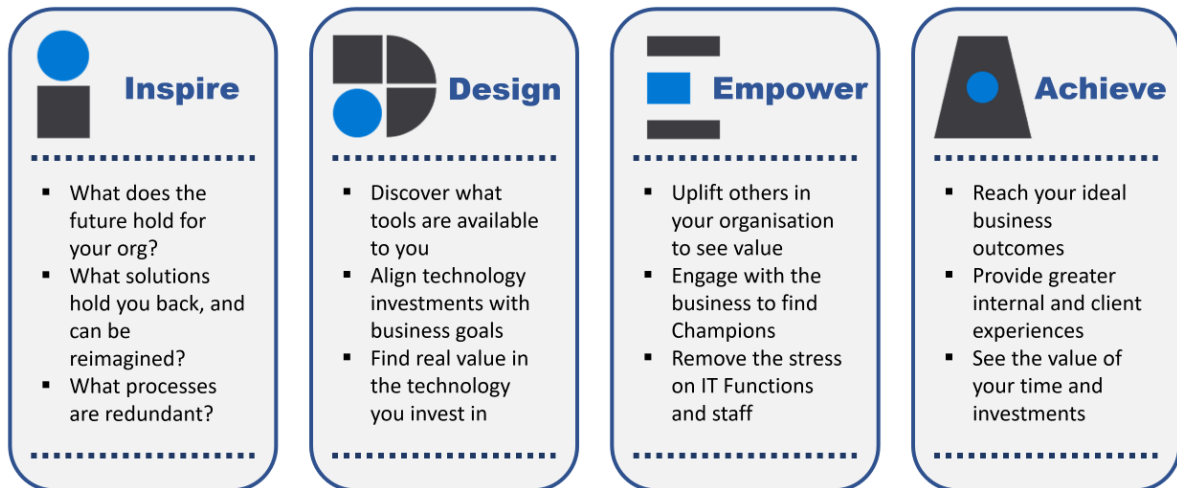 Inspire
▪ What does the
future hold for
your org?
▪ What solutions
hold you back, and
can be
reimagined?
▪ What processes
are redundant?
Design
▪ Discover what
tools are available
to you
▪ Align technology
investments with
business goals
▪ Find real value in
the technology
you invest in
Empower
▪ Uplift others in
your organisation
to see value
▪ Engage with the
business to find
Champions
▪ Remove the stress
on IT Functions
and staff
Achieve
▪ Reach your ideal
business
outcomes
▪ Provide greater
internal and client
experiences
▪ See the value of
your time and
investments